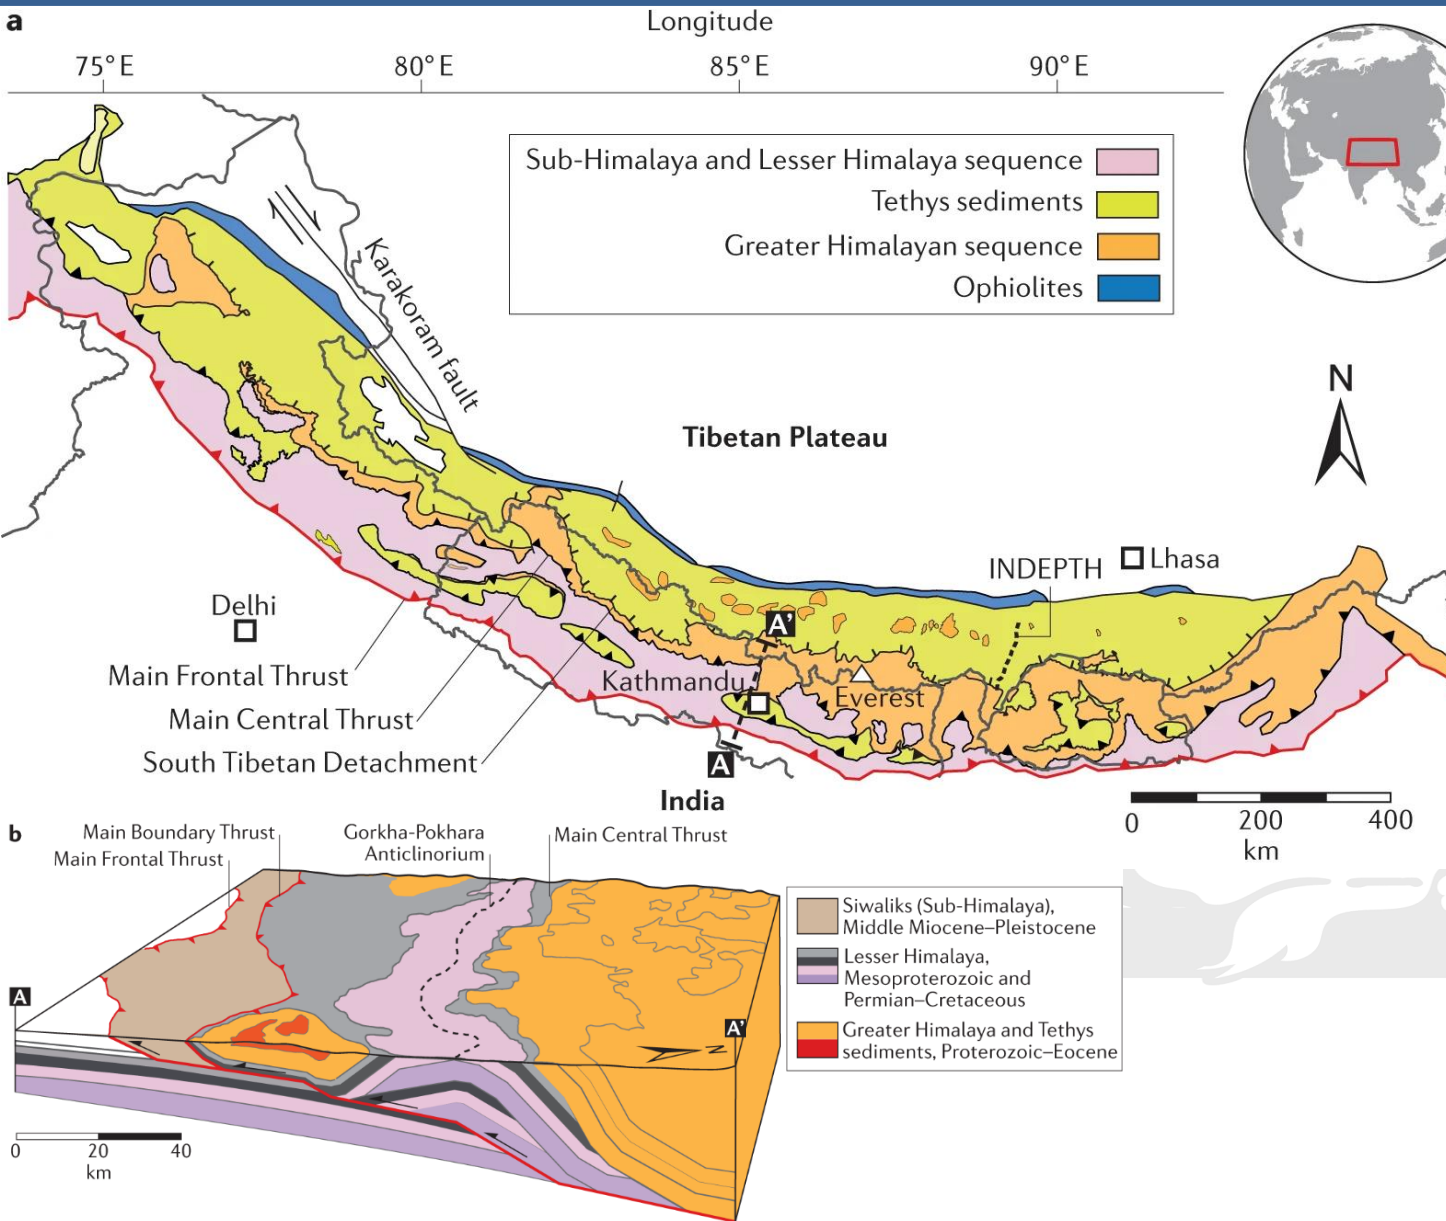 a
Longitude
75°E
80°E
85°E
90°E
Sub-Himalaya and Lesser Himalaya sequence
Tethys sediments
Greater Himalayan sequence
Ophiolites
Karakoram fault
N
Tibetan Plateau
INDEPTH
Lhasa
Delhi
A'
Main Frontal Thrust
Kathmandu
Everest
Main Central Thrust
South Tibetan Detachment
A
India
0
200
400
km
b
Main Boundary Thrust
Main Frontal Thrust
Gorkha-Pokhara
Anticlinorium
Main Central Thrust
Siwaliks (Sub-Himalaya),
Middle Miocene–Pleistocene
Lesser Himalaya,
Mesoproterozoic and
Permian–Cretaceous
Greater Himalaya and Tethys
sediments, Proterozoic–Eocene
A
A'
N
0
20
40
km